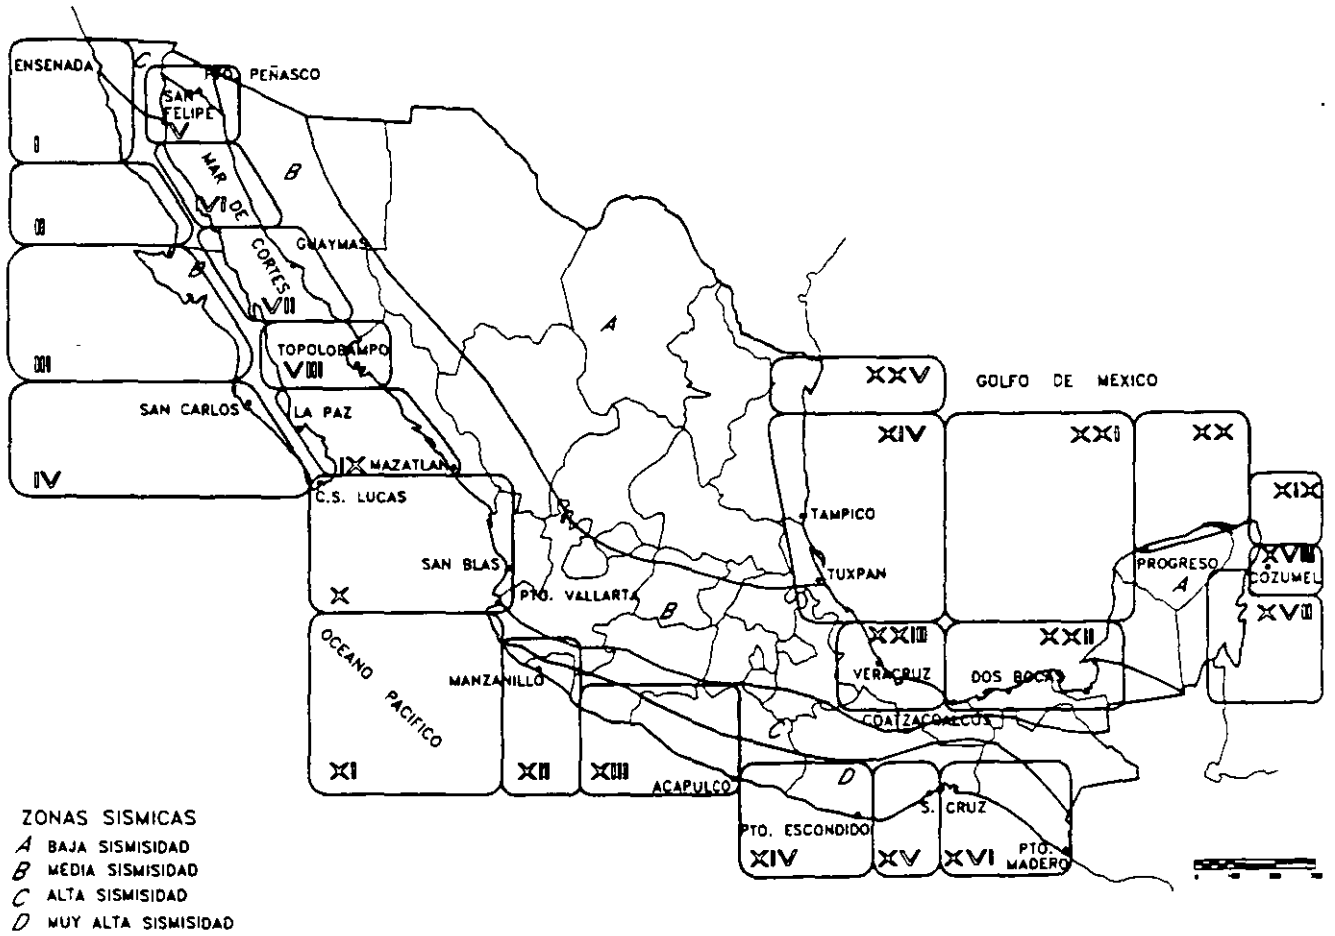 ENSENADA
I
C
PTO. PEÑASCO
SAN
FELIPE
V
B
MAR DE CORTES
VI
II
GUAYMAS
B
VII
A
III
TOPOLOBAMPO
VIII
XXV
GOLFO DE MEXICO
SAN CARLOS
LA PAZ
IV
IX
MAZATLAN
XIV
XXI
XX
C.S. LUCAS
XIX
TAMPICO
SAN BLAS
X
TUXPAN
PROGRESO
XVIII
COZUMEL
A
PTO. VALLARTA
B
XVII
OCEANO PACIFICO
XXIII
XXII
MANZANILLO
VERACRUZ
DOS BOCAS
COATZACOALCOS
XI
XII
XIII
ACAPULCO
D
S. CRUZ
PTO. ESCONDIDO
XIV
XV
XVI
PTO.
MADERO
ZONAS SISMICAS
A BAJA SISMISIDAD
B MEDIA SISMISIDAD
C ALTA SISMISIDAD
D MUY ALTA SISMISIDAD